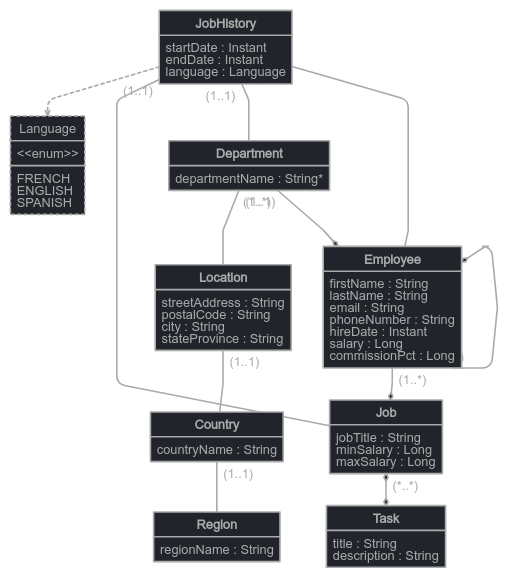 JobHistory
startDate : Instant
endDate : Instant
language : Language
(1..1)
(1..1)
Language
<<enum>>
FRENCH
ENGLISH
SPANISH
Department
departmentName : String*
Location
streetAddress : String
postalCode : String
city : String
stateProvince : String
Employee
firstName : String
lastName : String
email : String
phoneNumber : String
hireDate : Instant
salary : Long
commissionPct : Long
(1..1)
(1..*)
Country
countryName : String
Job
jobTitle : String
minSalary : Long
maxSalary : Long
(1..1)
(*..*)
Region
regionName : String
Task
title : String
description : String